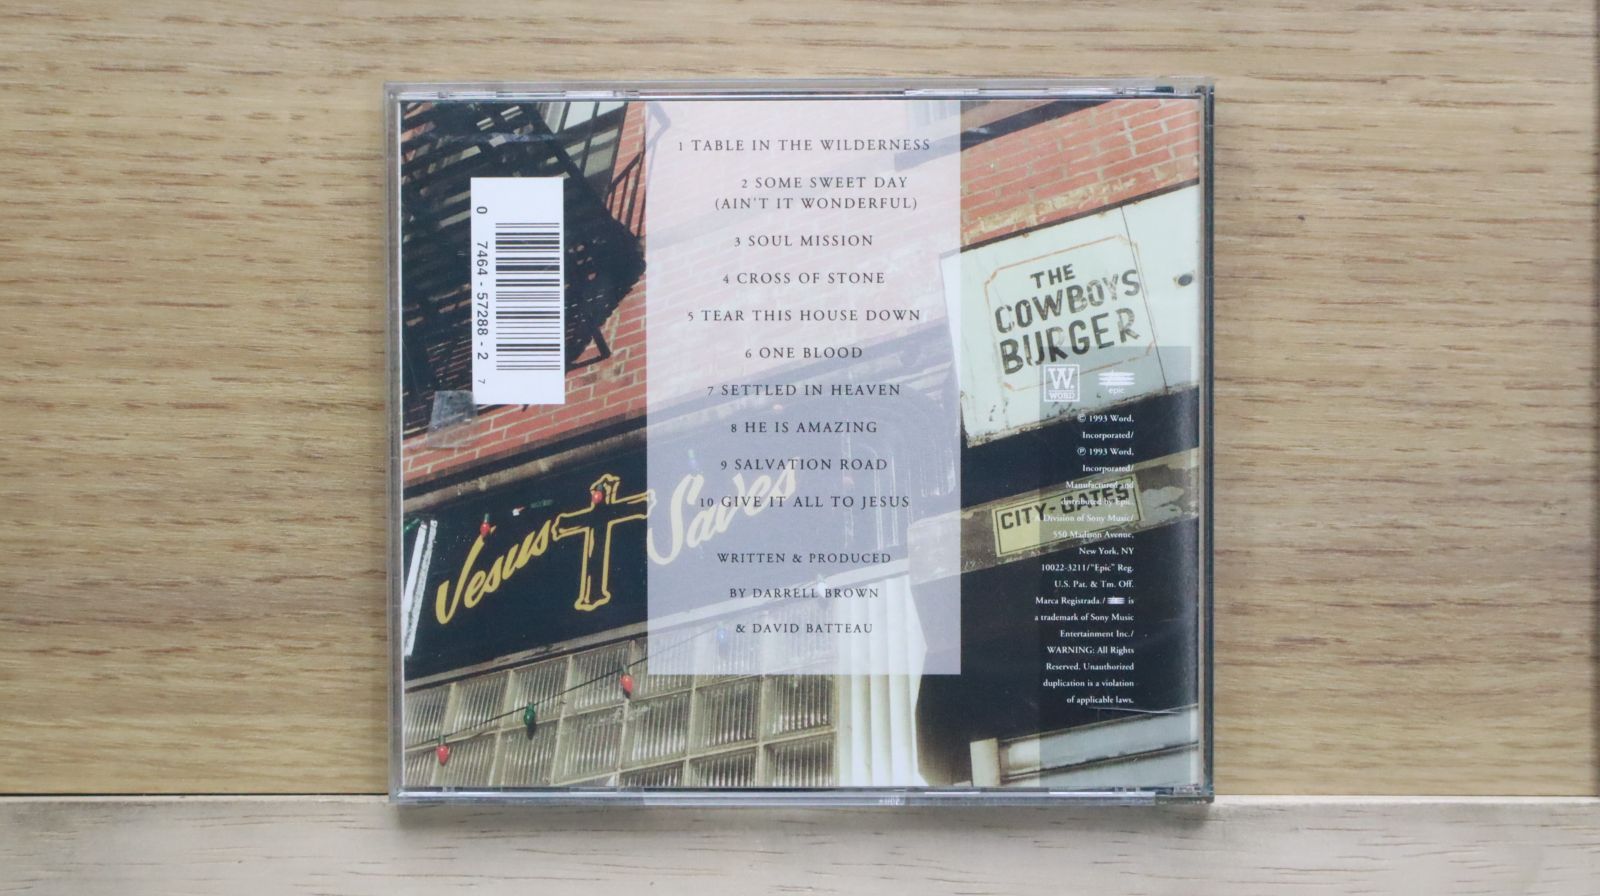 1 TABLE IN THE WILDERNESS
2 SOME SWEET DAY
(AIN'T IT WONDERFUL)
3 SOUL MISSION
4 CROSS OF STONE
5 TEAR THIS HOUSE DOWN
6 ONE BLOOD
7 SETTLED IN HEAVEN
8 HE IS AMAZING
9 SALVATION ROAD
10 GIVE IT ALL TO JESUS
WRITTEN & PRODUCED
BY DARRELL BROWN
& DAVID BATTEAU
0 7464-57288-2 7
Jesus Saves
THE
COWBOYS
BURGER
W.
WORD
epic
CITY-GATES
© 1993 Word,
Incorporated/
℗ 1993 Word,
Incorporated/
Manufactured and
distributed by Epic.
A Division of Sony Music/
550 Madison Avenue,
New York, NY
10022-3211/"Epic" Reg.
U.S. Pat. & Tm. Off.
Marca Registrada./ is
a trademark of Sony Music
Entertainment Inc./
WARNING: All Rights
Reserved. Unauthorized
duplication is a violation
of applicable laws.